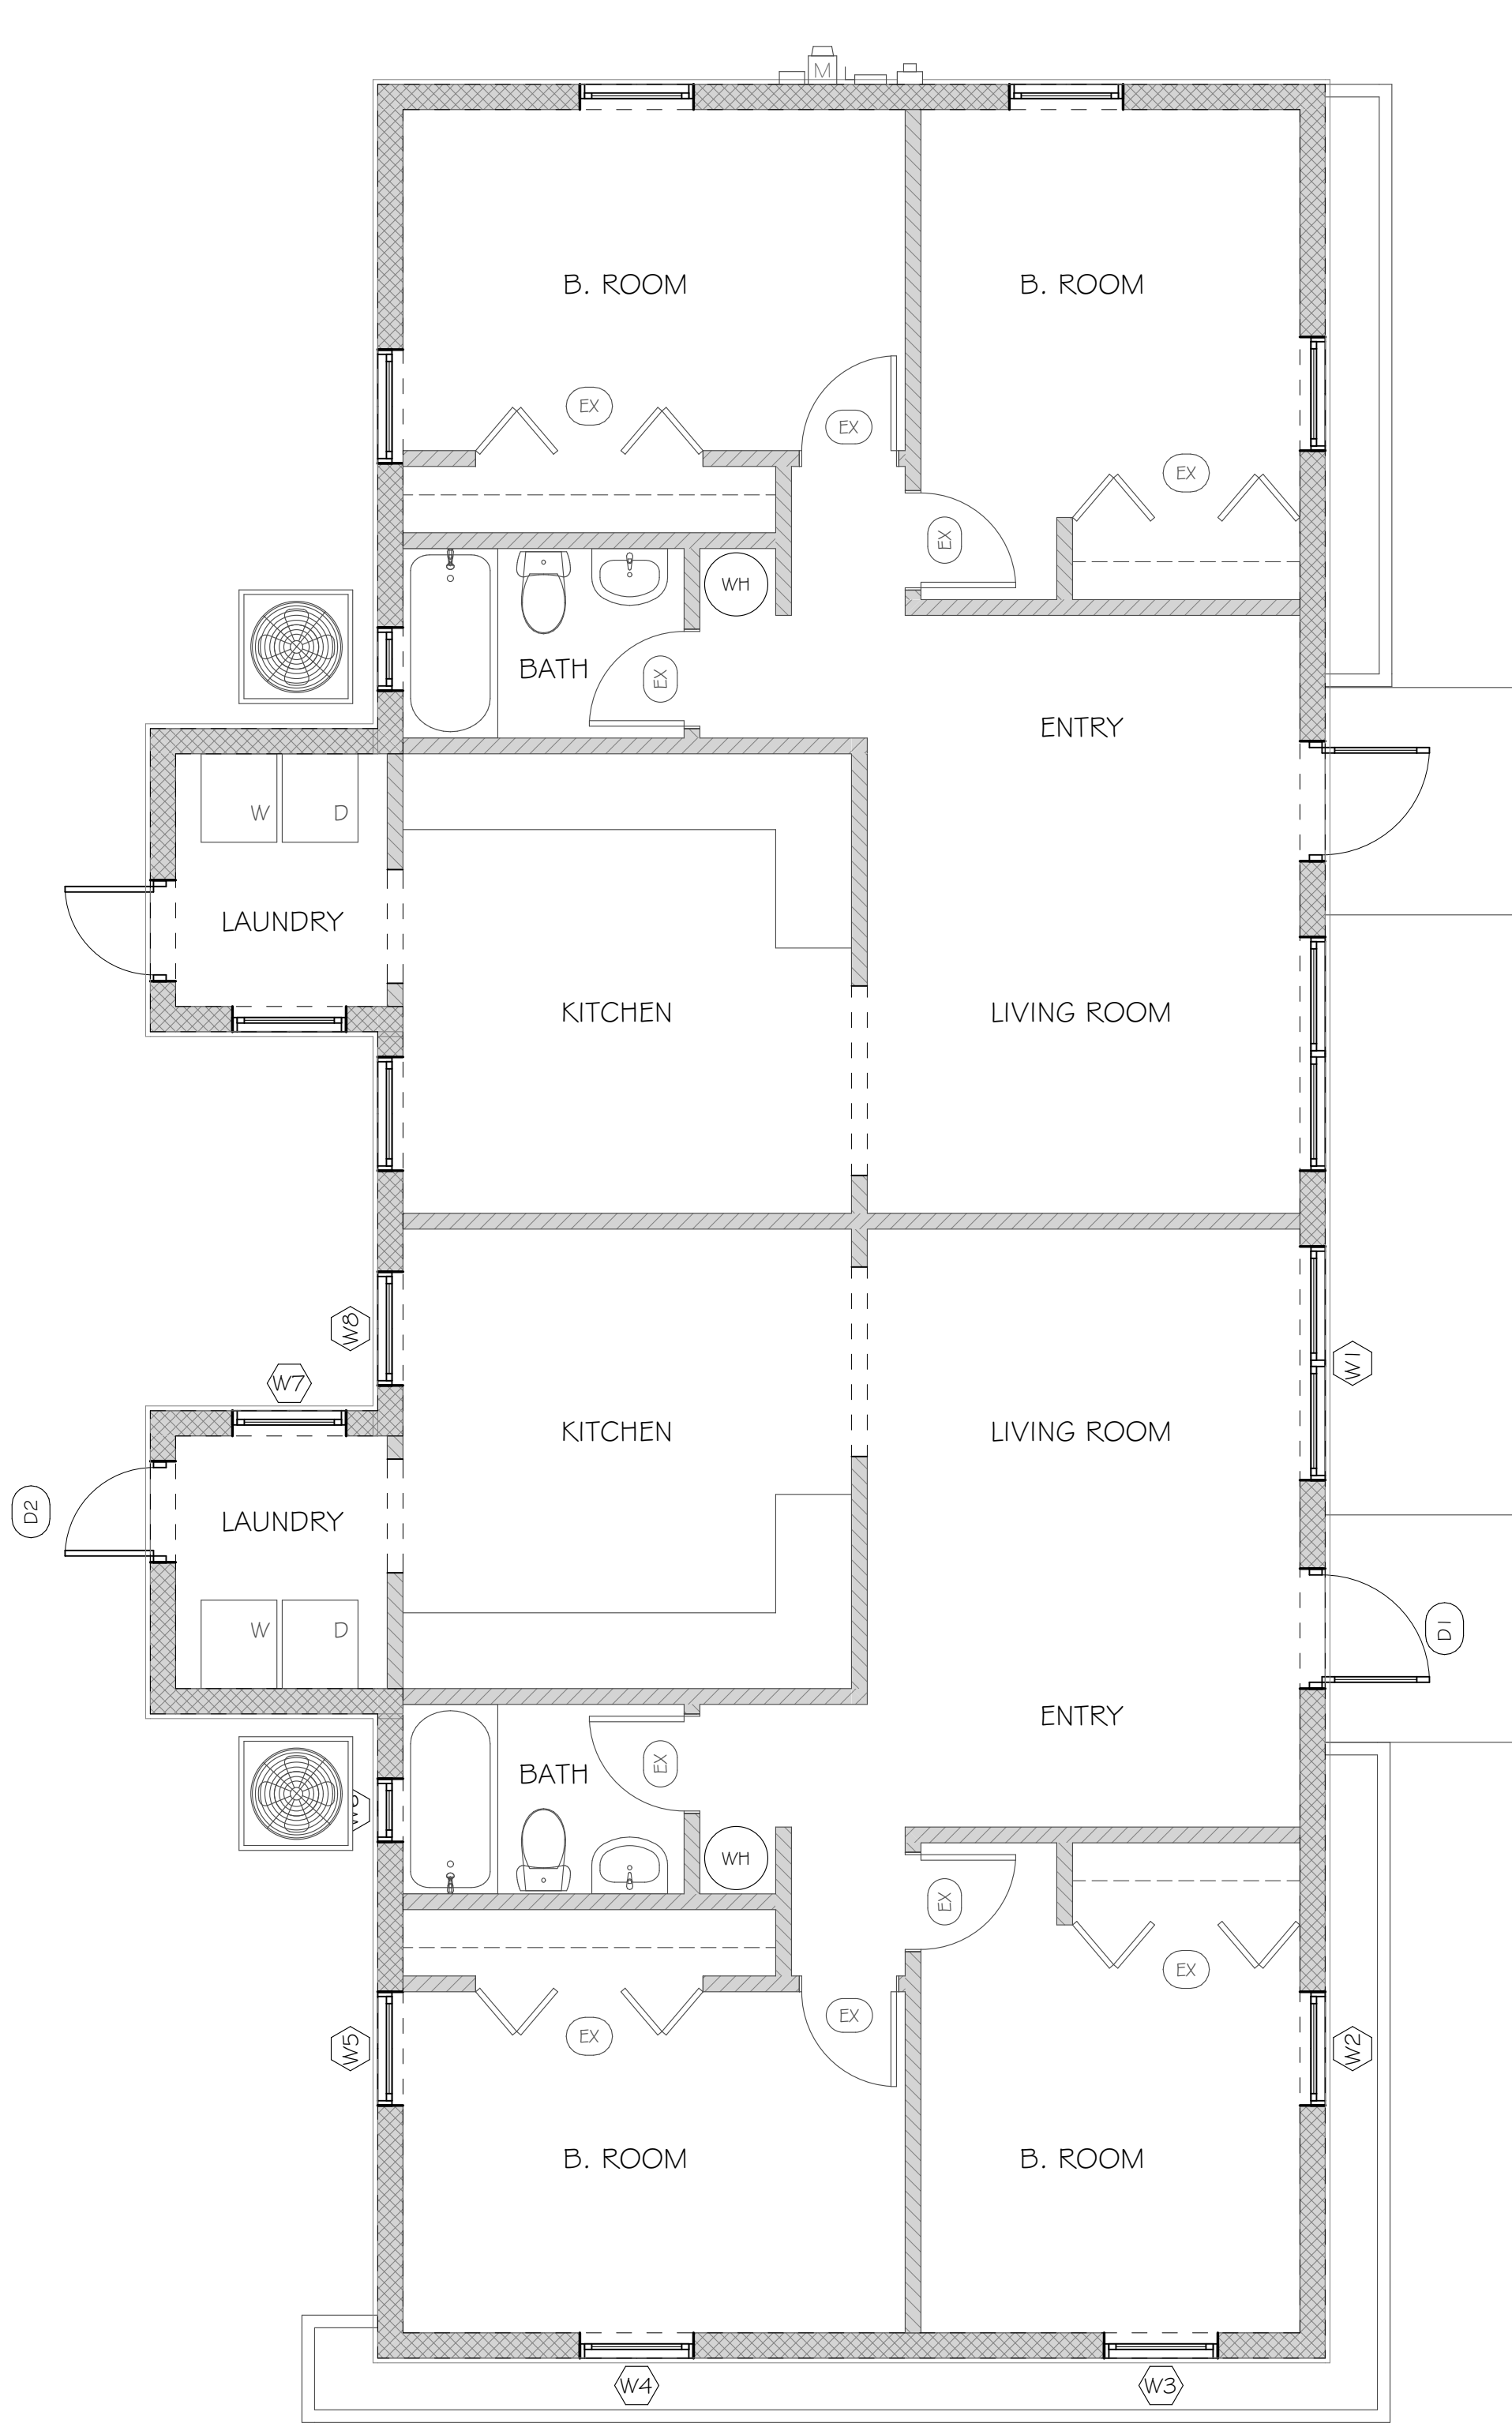 M
B. ROOM
B. ROOM
EX
EX
EX
EX
WH
BATH
EX
ENTRY
W
D
LAUNDRY
KITCHEN
LIVING ROOM
W8
W1
W7
KITCHEN
LIVING ROOM
D2
LAUNDRY
W
D
D1
ENTRY
BATH
EX
WH
EX
EX
EX
EX
W5
W2
B. ROOM
B. ROOM
W4
W3